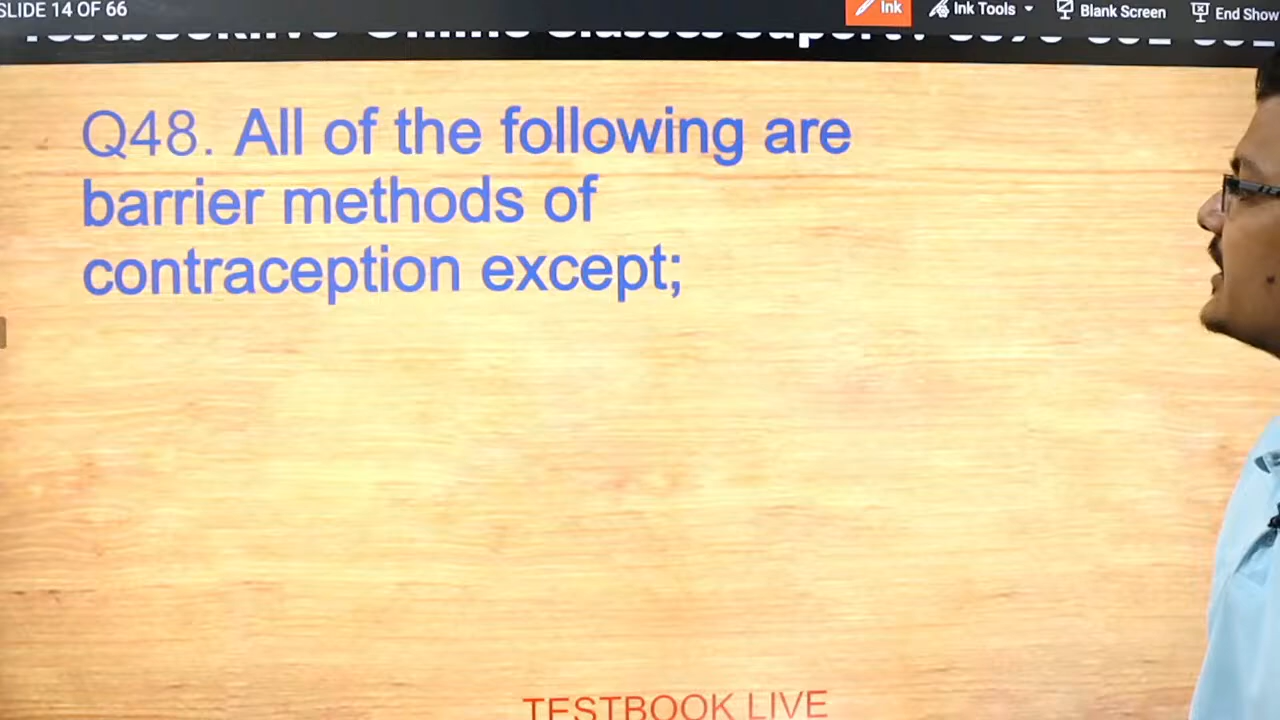 SLIDE 14 OF 66
Ink
Ink Tools
Blank Screen
End Show
Q48. All of the following are
barrier methods of
contraception except;
TESTBOOK LIVE